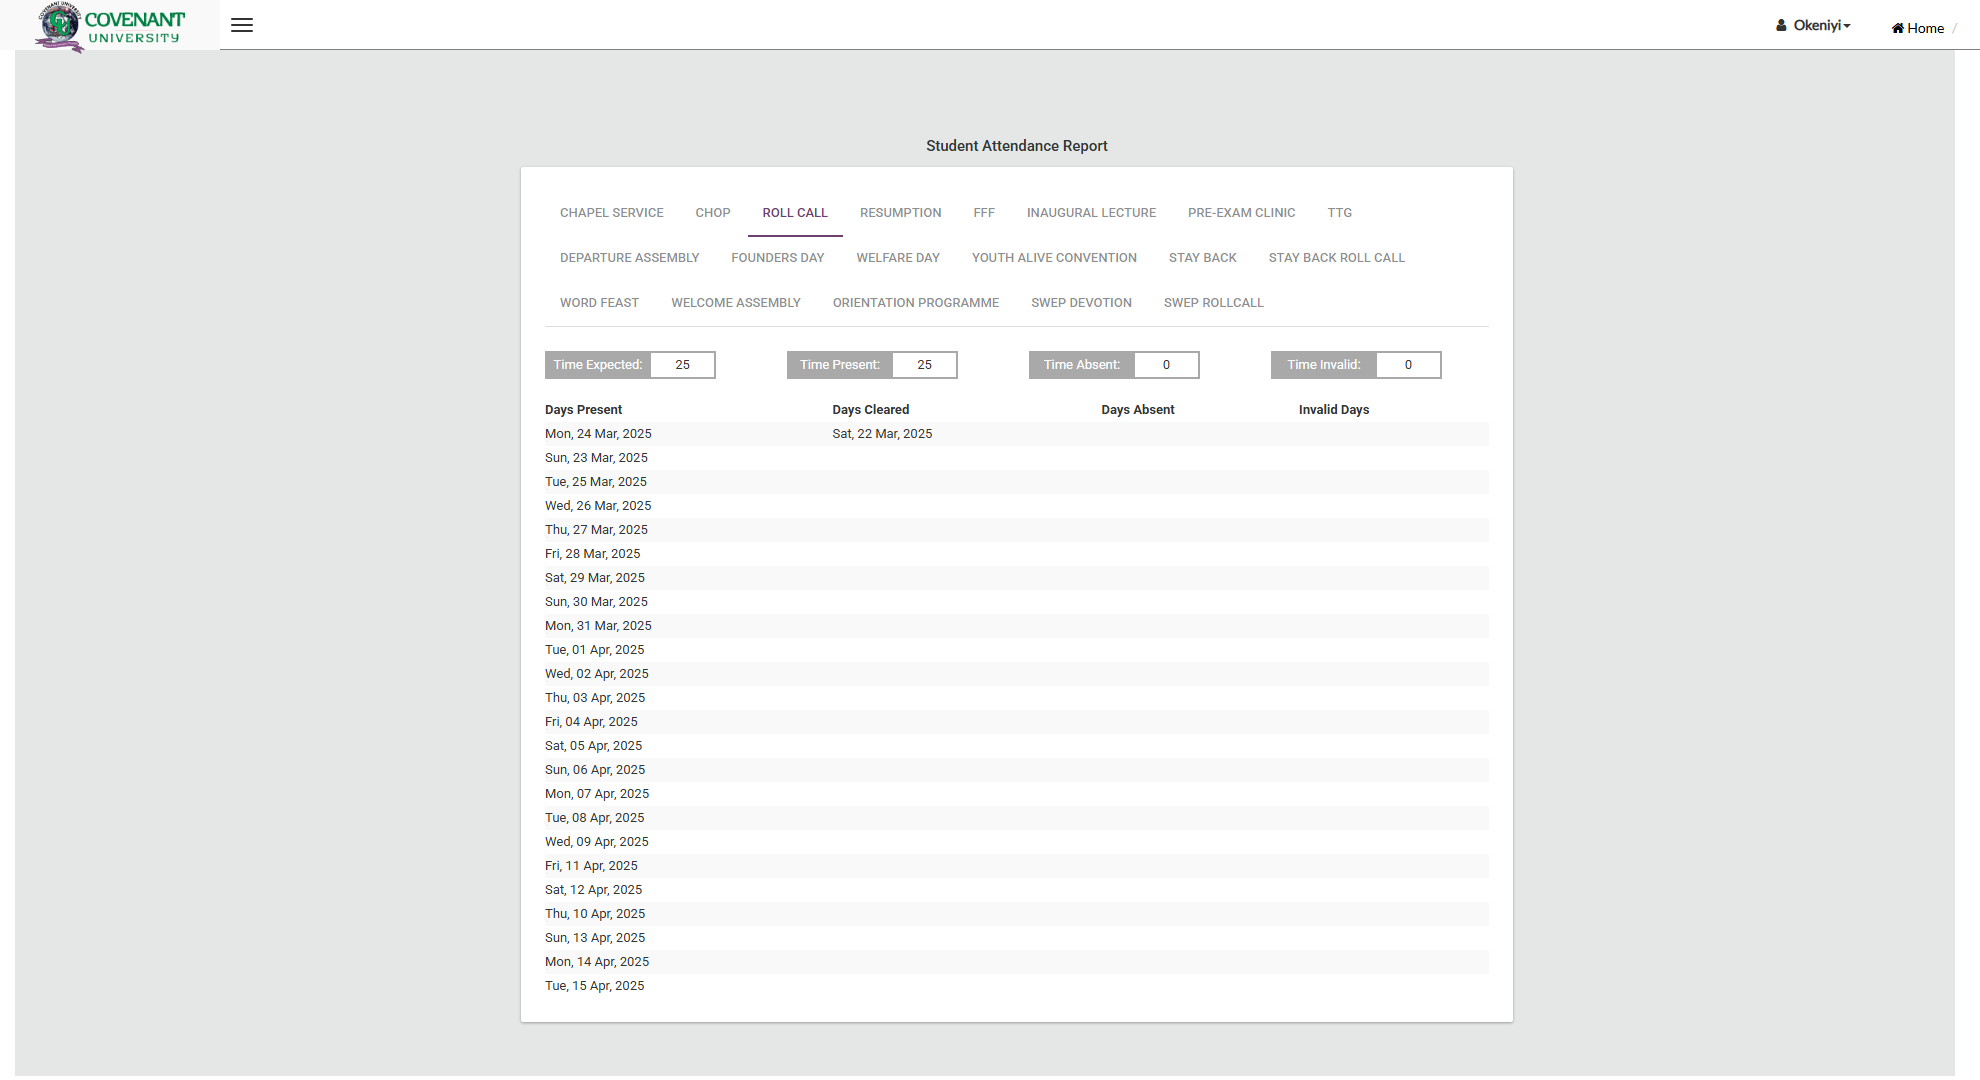 COVENANT
UNIVERSITY
Okeniyi
Home /
Student Attendance Report
CHAPEL SERVICE CHOP ROLL CALL RESUMPTION FFF INAUGURAL LECTURE PRE-EXAM CLINIC TTG
DEPARTURE ASSEMBLY FOUNDERS DAY WELFARE DAY YOUTH ALIVE CONVENTION STAY BACK STAY BACK ROLL CALL
WORD FEAST WELCOME ASSEMBLY ORIENTATION PROGRAMME SWEP DEVOTION SWEP ROLLCALL
Time Expected: 25 Time Present: 25 Time Absent: 0 Time Invalid: 0
Days Present Days Cleared Days Absent Invalid Days
Mon, 24 Mar, 2025 Sat, 22 Mar, 2025
Sun, 23 Mar, 2025
Tue, 25 Mar, 2025
Wed, 26 Mar, 2025
Thu, 27 Mar, 2025
Fri, 28 Mar, 2025
Sat, 29 Mar, 2025
Sun, 30 Mar, 2025
Mon, 31 Mar, 2025
Tue, 01 Apr, 2025
Wed, 02 Apr, 2025
Thu, 03 Apr, 2025
Fri, 04 Apr, 2025
Sat, 05 Apr, 2025
Sun, 06 Apr, 2025
Mon, 07 Apr, 2025
Tue, 08 Apr, 2025
Wed, 09 Apr, 2025
Fri, 11 Apr, 2025
Sat, 12 Apr, 2025
Thu, 10 Apr, 2025
Sun, 13 Apr, 2025
Mon, 14 Apr, 2025
Tue, 15 Apr, 2025